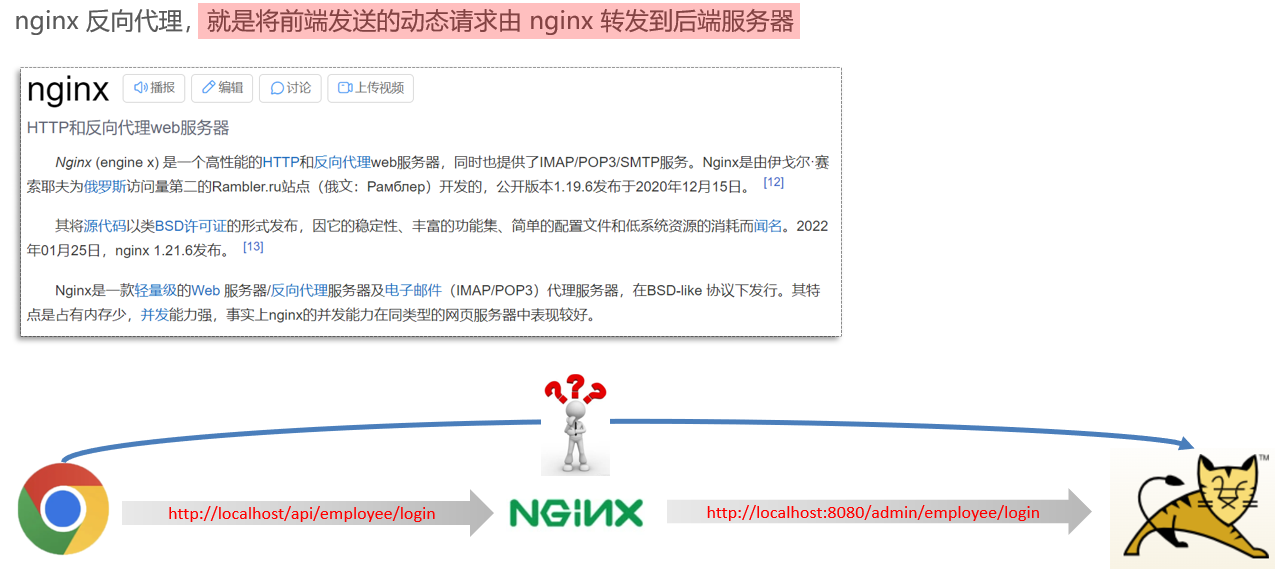 nginx 反向代理，就是将前端发送的动态请求由 nginx 转发到后端服务器
nginx 播报 编辑 讨论 上传视频
HTTP和反向代理web服务器
Nginx (engine x) 是一个高性能的HTTP和反向代理web服务器，同时也提供了IMAP/POP3/SMTP服务。Nginx是由伊戈尔·赛
索耶夫为俄罗斯访问量第二的Rambler.ru站点（俄文：Рамблер）开发的，公开版本1.19.6发布于2020年12月15日。 [12]
其将源代码以类BSD许可证的形式发布，因它的稳定性、丰富的功能集、简单的配置文件和低系统资源的消耗而闻名。2022
年01月25日，nginx 1.21.6发布。 [13]
Nginx是一款轻量级的Web 服务器/反向代理服务器及电子邮件（IMAP/POP3）代理服务器，在BSD-like 协议下发行。其特
点是占有内存少，并发能力强，事实上nginx的并发能力在同类型的网页服务器中表现较好。
???
http://localhost/api/employee/login
NGINX
http://localhost:8080/admin/employee/login
TM